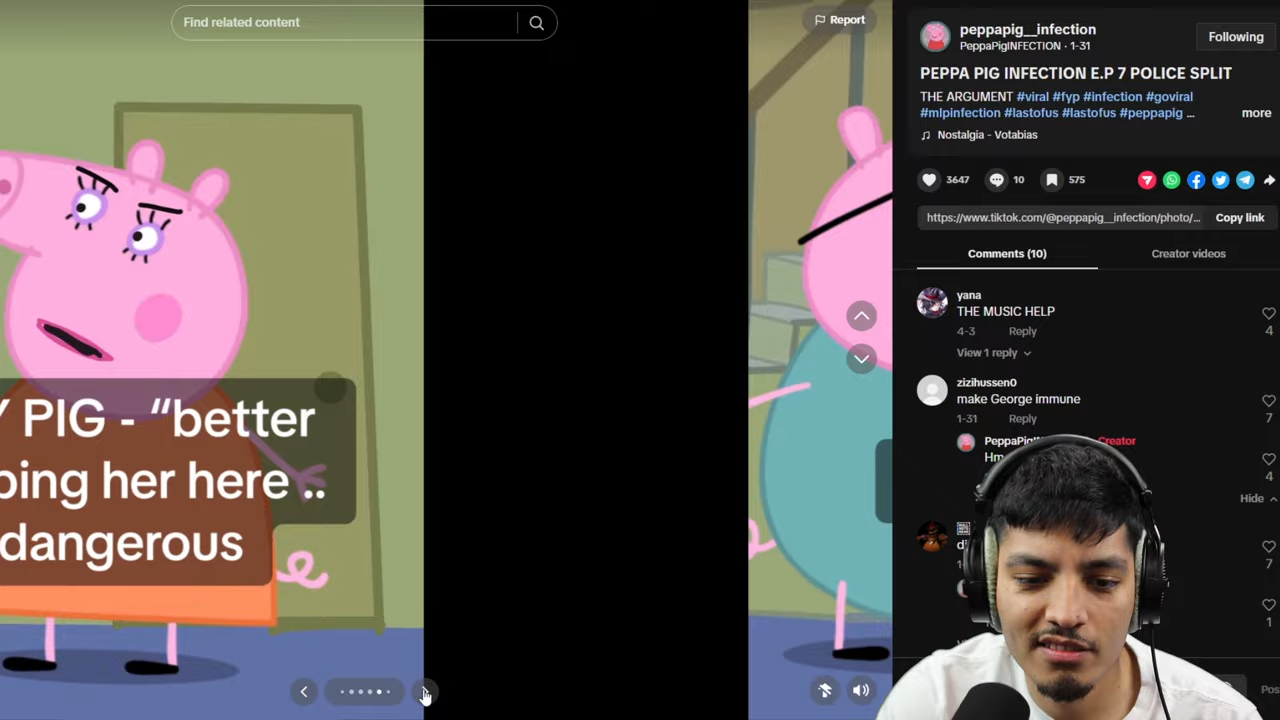 Find related content
Report
PIG - “better
ping her here ..
dangerous
peppapig__infection
PeppaPigINFECTION · 1-31
Following
PEPPA PIG INFECTION E.P 7 POLICE SPLIT
THE ARGUMENT #viral #fyp #infection #goviral
#mlpinfection #lastofus #lastofus #peppapig ...
more
Nostalgia - Votabias
3647
10
575
https://www.tiktok.com/@peppapig__infection/photo/...
Copy link
Comments (10)
Creator videos
yana
THE MUSIC HELP
4-3
Reply
4
View 1 reply
zizihussen0
make George immune
1-31
Reply
7
Creator
4
Hide
7
1
Pos